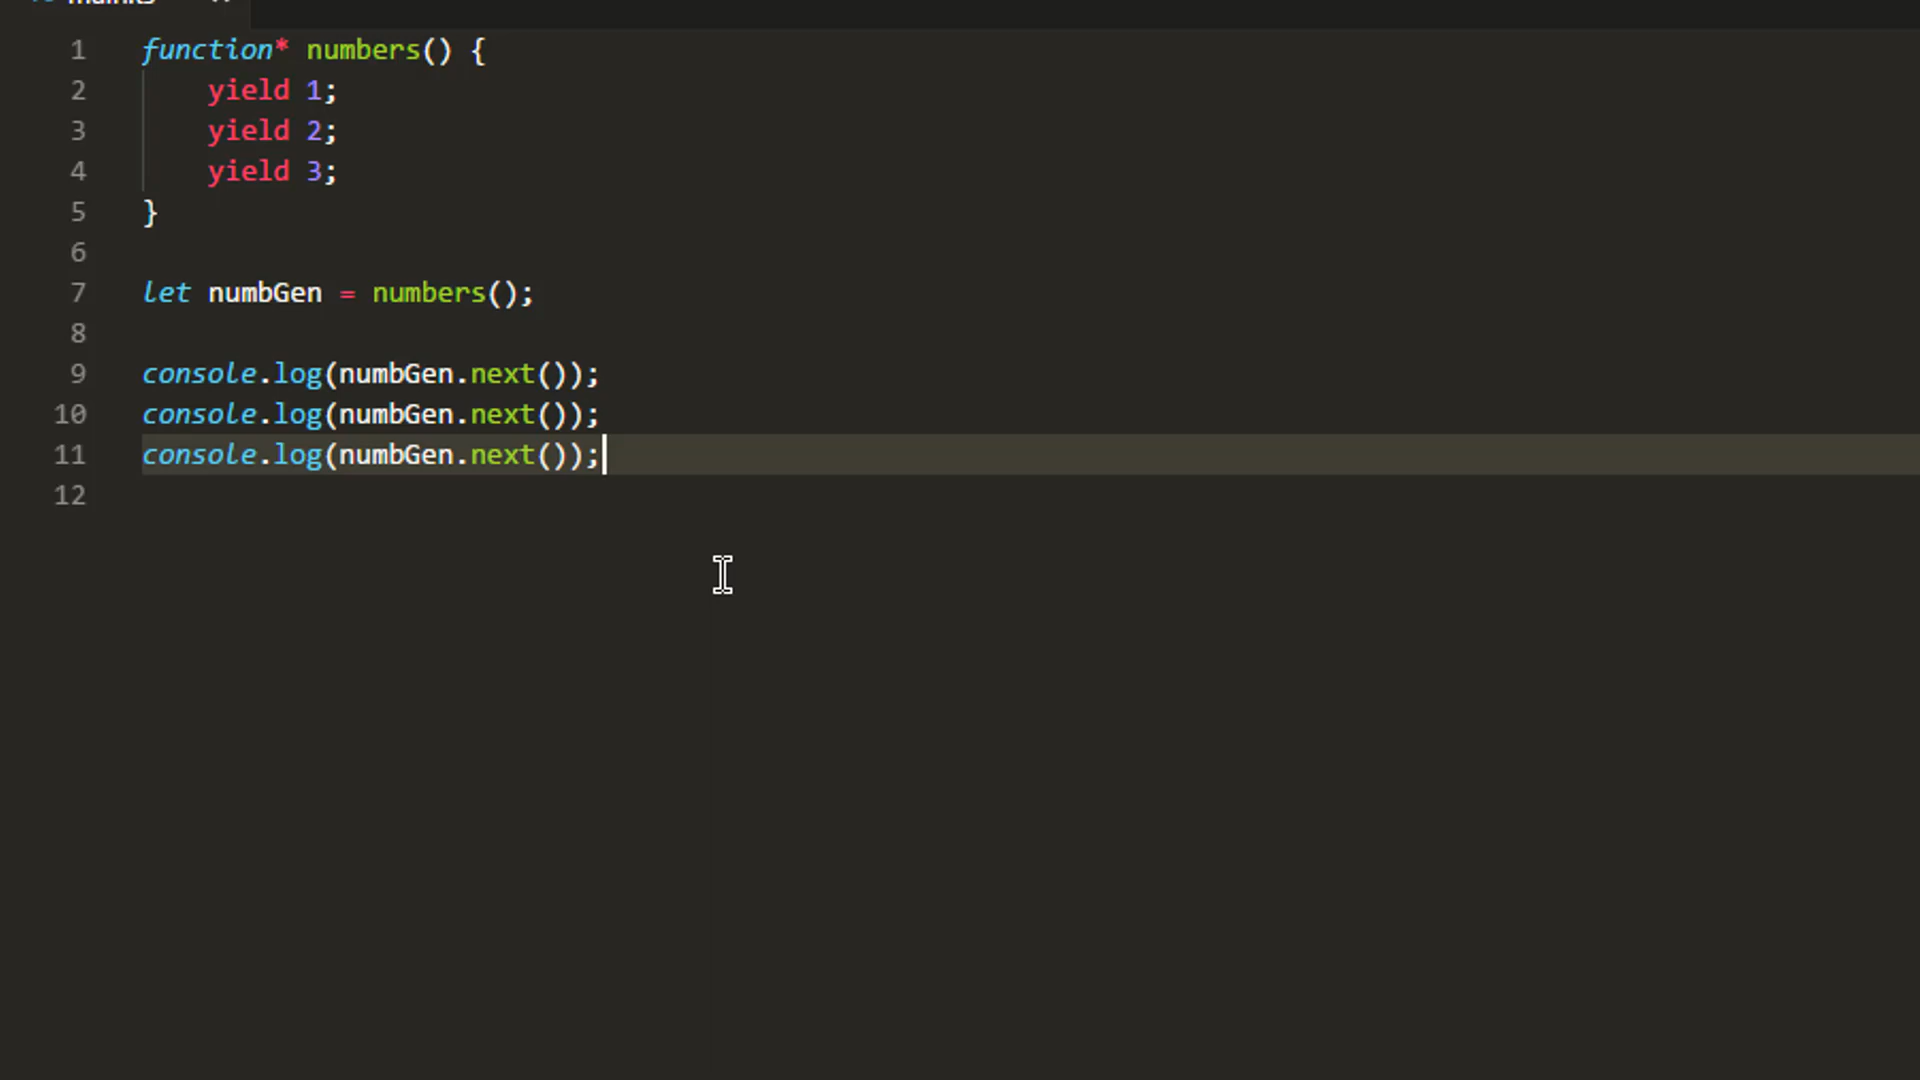 1 function* numbers() {
2 yield 1;
3 yield 2;
4 yield 3;
5 }
6
7 let numbGen = numbers();
8
9 console.log(numbGen.next());
10 console.log(numbGen.next());
11 console.log(numbGen.next());
12